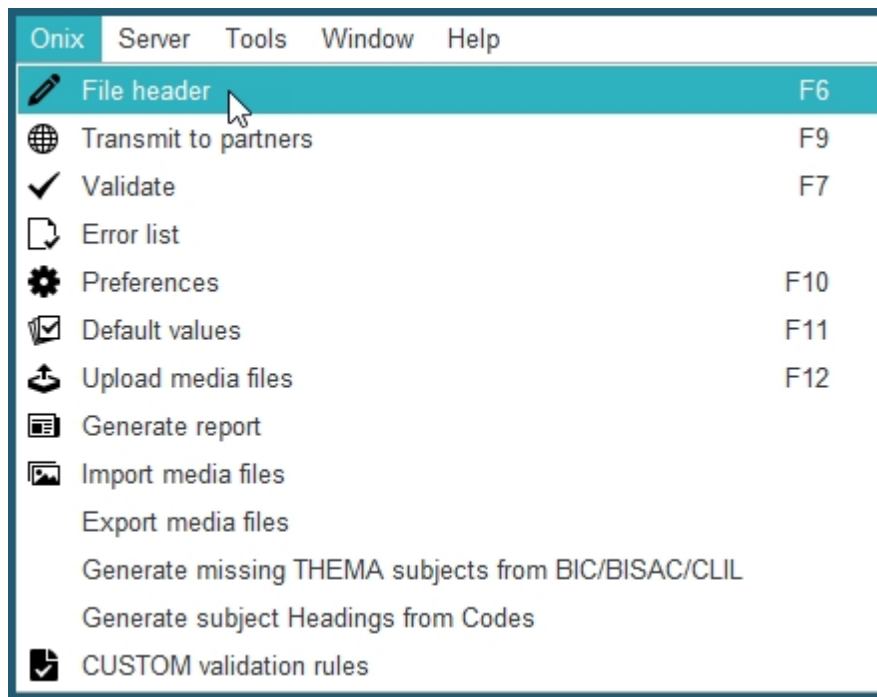 Onix Server Tools Window Help
File header F6
Transmit to partners F9
Validate F7
Error list
Preferences F10
Default values F11
Upload media files F12
Generate report
Import media files
Export media files
Generate missing THEMA subjects from BIC/BISAC/CLIL
Generate subject Headings from Codes
CUSTOM validation rules